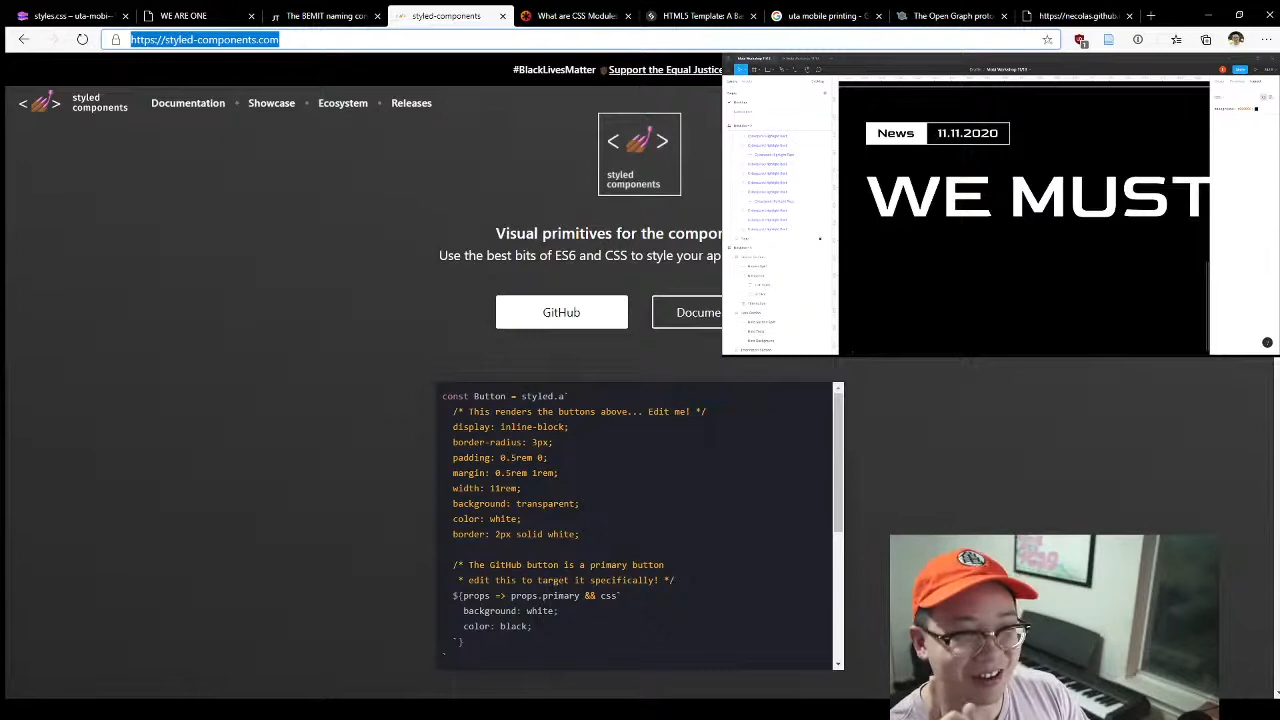 styles.css — uta-mobi-
WE ARE ONE
The BEMIT naming con
styled-components
What are CSS Modules
HTML5 Template: A Bas
uta mobile printing - G
The Open Graph proto
https://necolas.github
https://styled-components.com
#BlackLivesMatter
Support the Equal Justice
styled
components
Documentation
Showcase
Ecosystem
Releases
styled
components
Visual primitives for the compon
Use the best bits of ES6 and CSS to style your app
GitHub
Docume
const Button = styled.a`
/* This renders the buttons above... Edit me! */
display: inline-block;
border-radius: 3px;
padding: 0.5rem 0;
margin: 0.5rem 1rem;
width: 11rem;
background: transparent;
color: white;
border: 2px solid white;
/* The GitHub button is a primary button
* edit this to target it specifically! */
${props => props.primary && css`
background: white;
color: black;
`}
`
News
11.11.2020
WE MUST